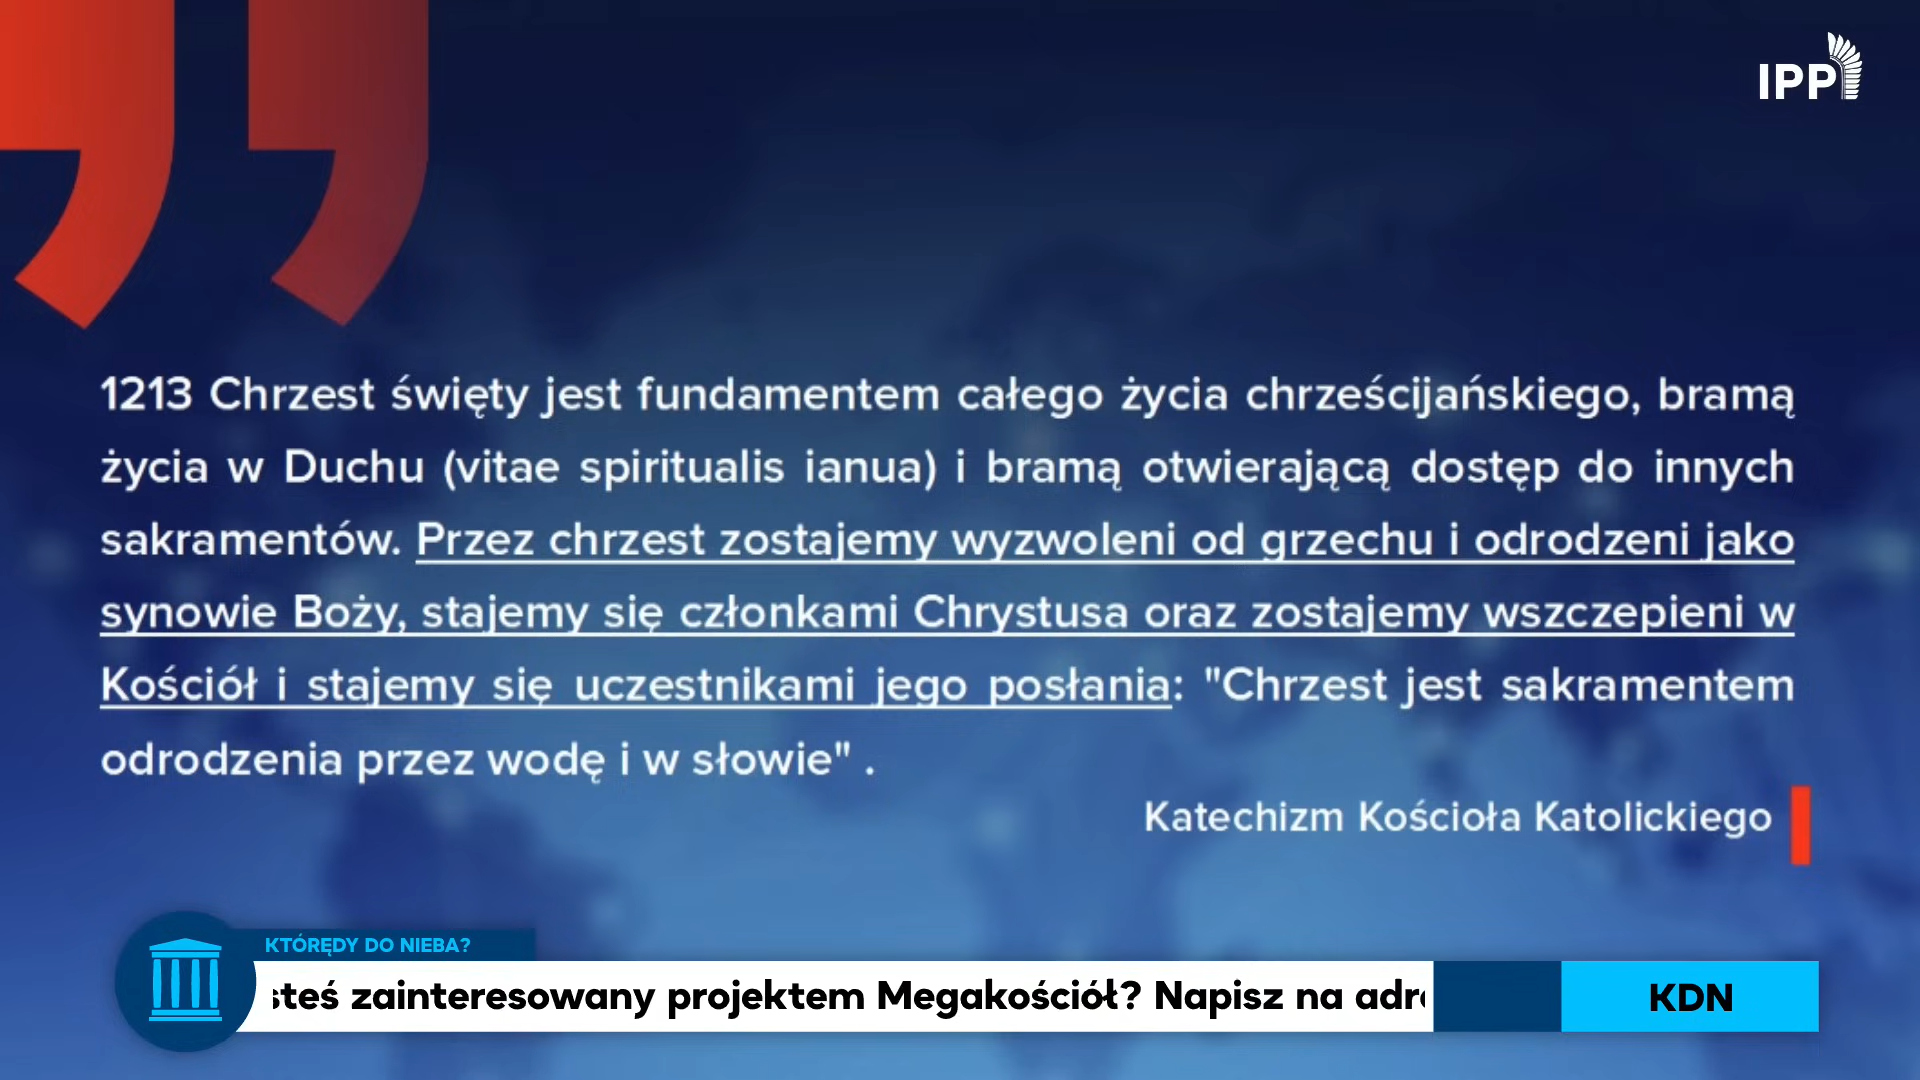 IPP
1213 Chrzest święty jest fundamentem całego życia chrześcijańskiego, bramą
życia w Duchu (vitae spiritualis ianua) i bramą otwierającą dostęp do innych
sakramentów. Przez chrzest zostajemy wyzwoleni od grzechu i odrodzeni jako
synowie Boży, stajemy się członkami Chrystusa oraz zostajemy wszczepieni w
Kościół i stajemy się uczestnikami jego posłania: "Chrzest jest sakramentem
odrodzenia przez wodę i w słowie" .
Katechizm Kościoła Katolickiego
KTÓRĘDY DO NIEBA?
steś zainteresowany projektem Megakościół? Napisz na adr
KDN